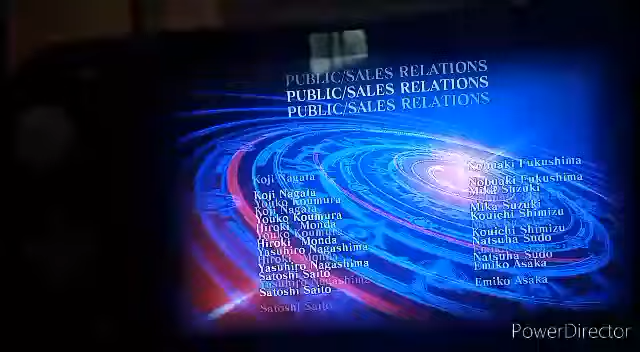 PUBLIC/SALES RELATIONS
PUBLIC/SALES RELATIONS
PUBLIC/SALES RELATIONS
Koji Nagata
Koji Nagata
Youko Koumura
Koji Nagata
Youko Koumura
Hiroki Monda
Youko Koumura
Hiroki Monda
Yasuhiro Nagashima
Hiroki Monda
Yasuhiro Nagashima
Satoshi Saito
Yasuhiro Nagashima
Satoshi Saito
Satoshi Saito
Nobuaki Fukushima
Nobuaki Fukushima
Mika Suzuki
Mika Suzuki
Kouichi Shimizu
Kouichi Shimizu
Natsuha Sudo
Natsuha Sudo
Emiko Asaka
Emiko Asaka
PowerDirector